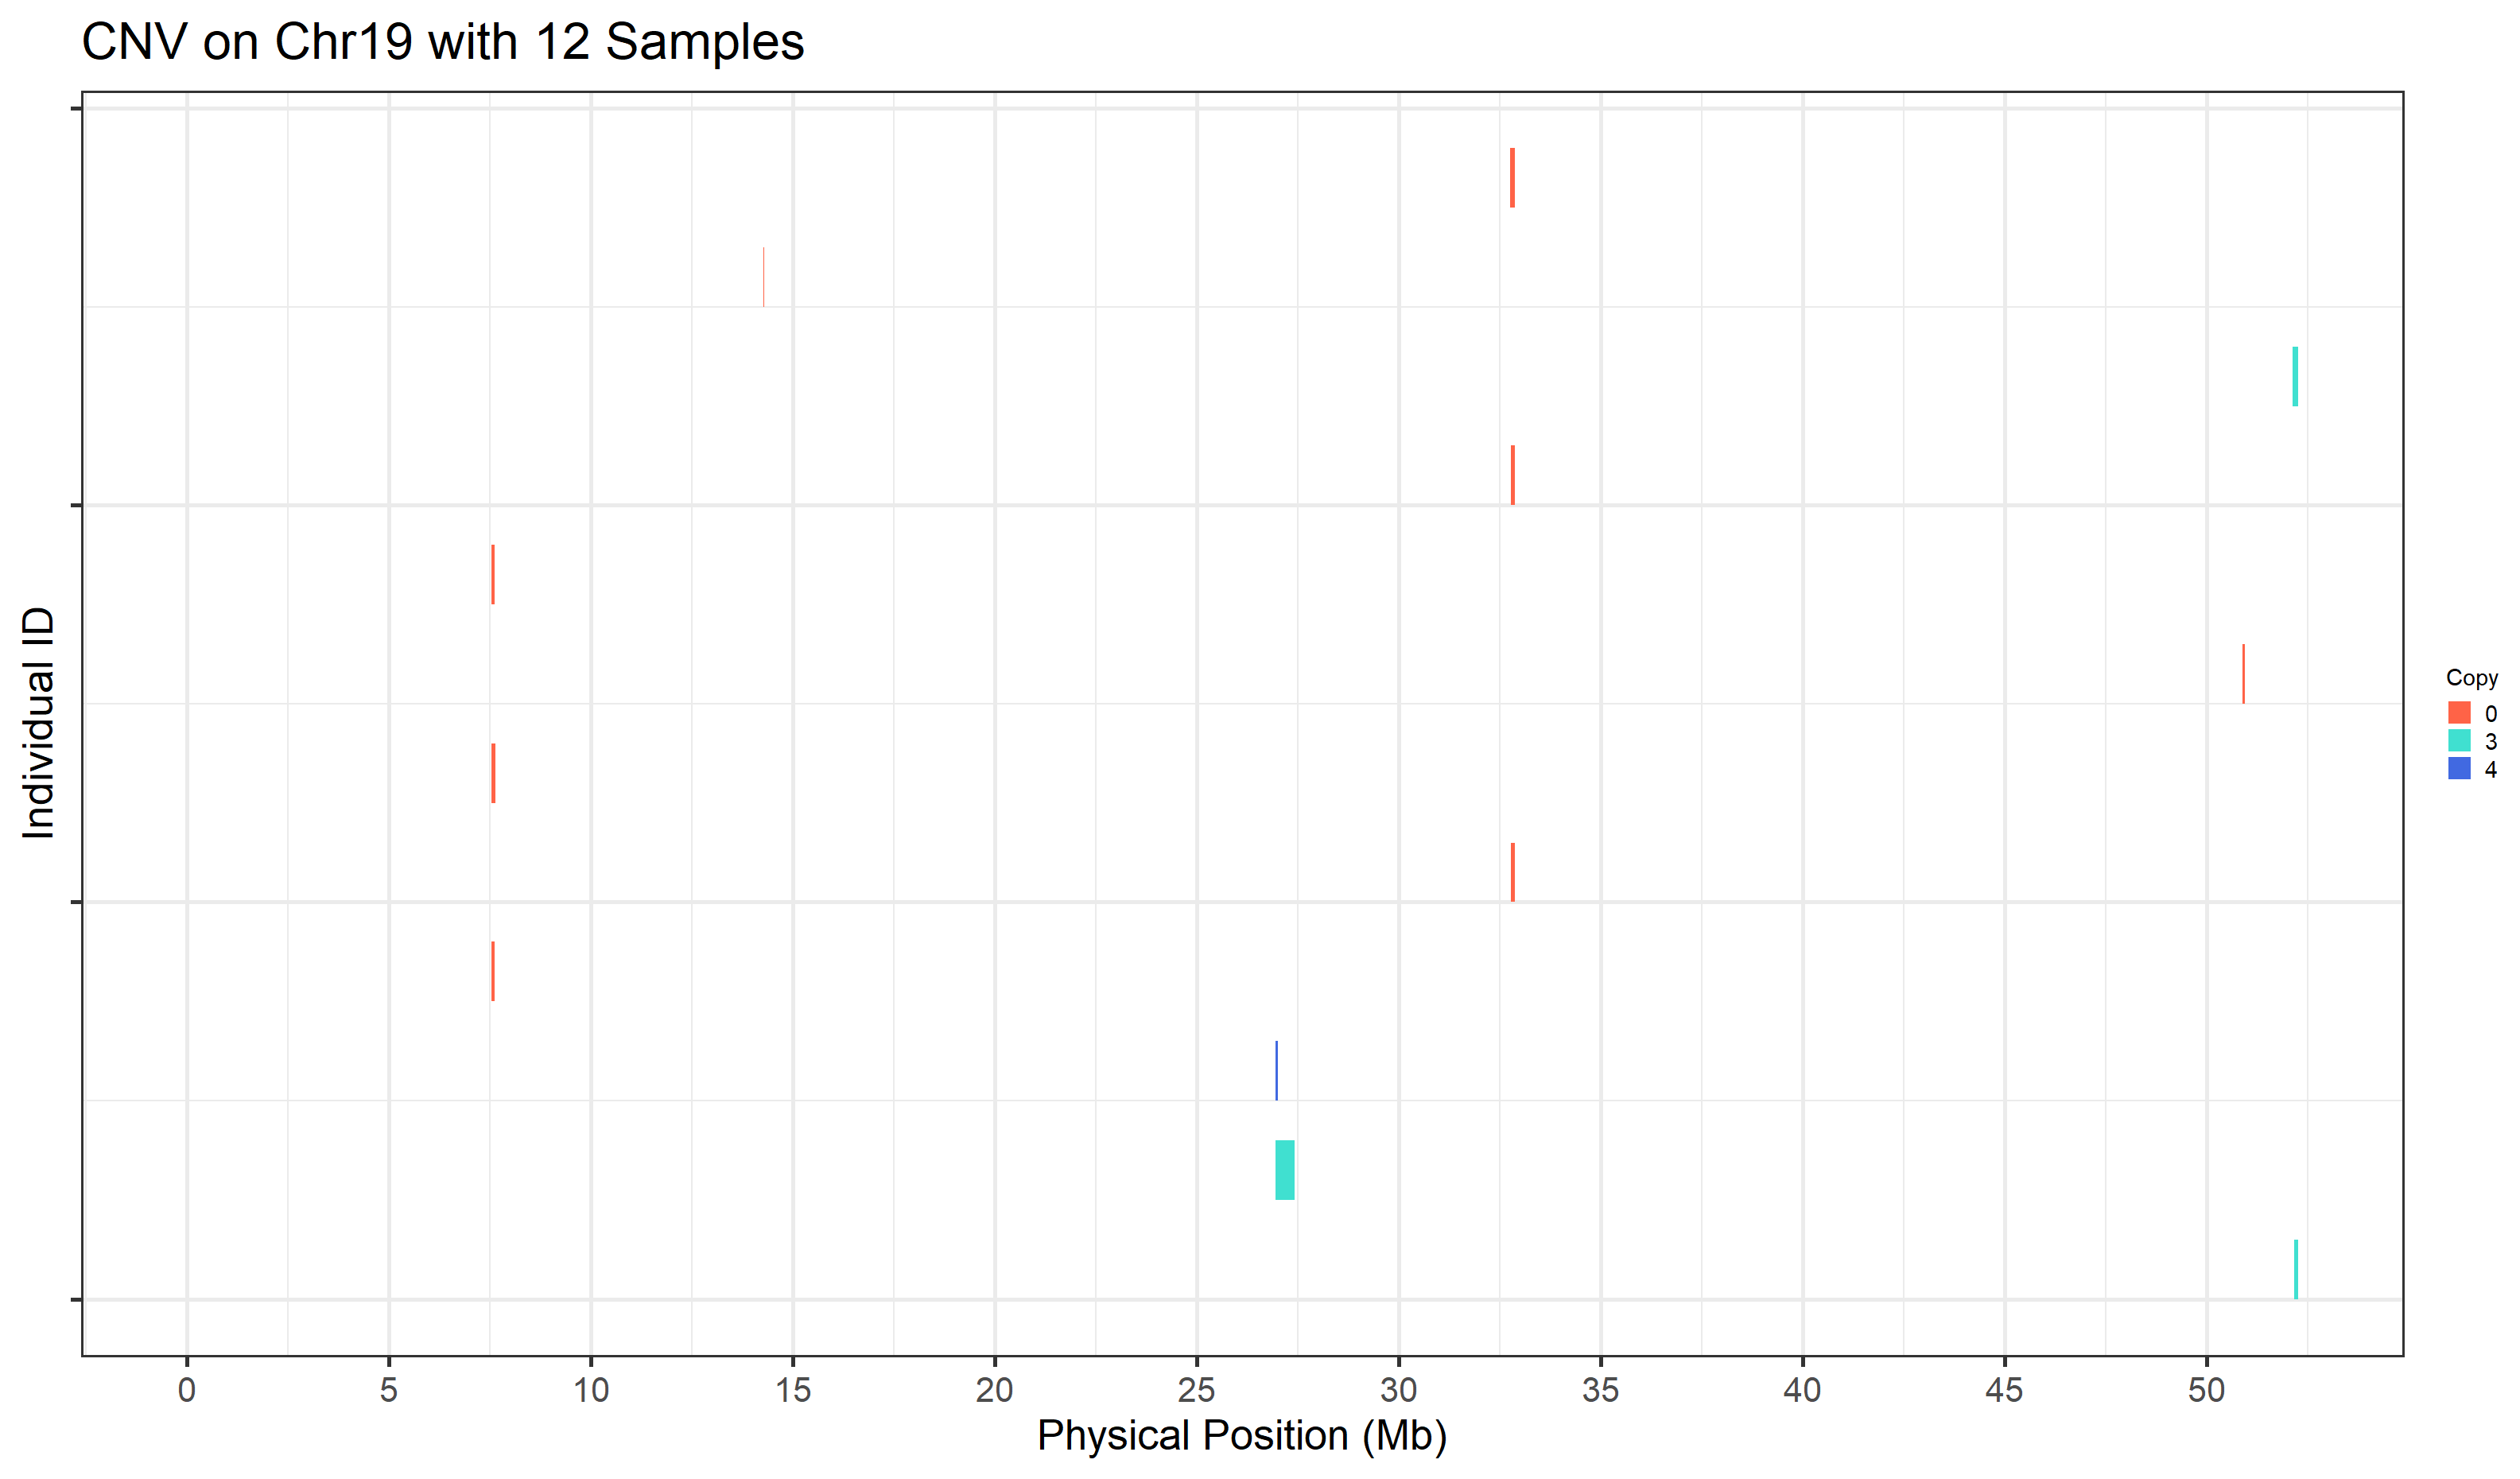 CNV on Chr19 with 12 Samples
Individual ID
Copy
0
3
4
0 5 10 15 20 25 30 35 40 45 50
Physical Position (Mb)